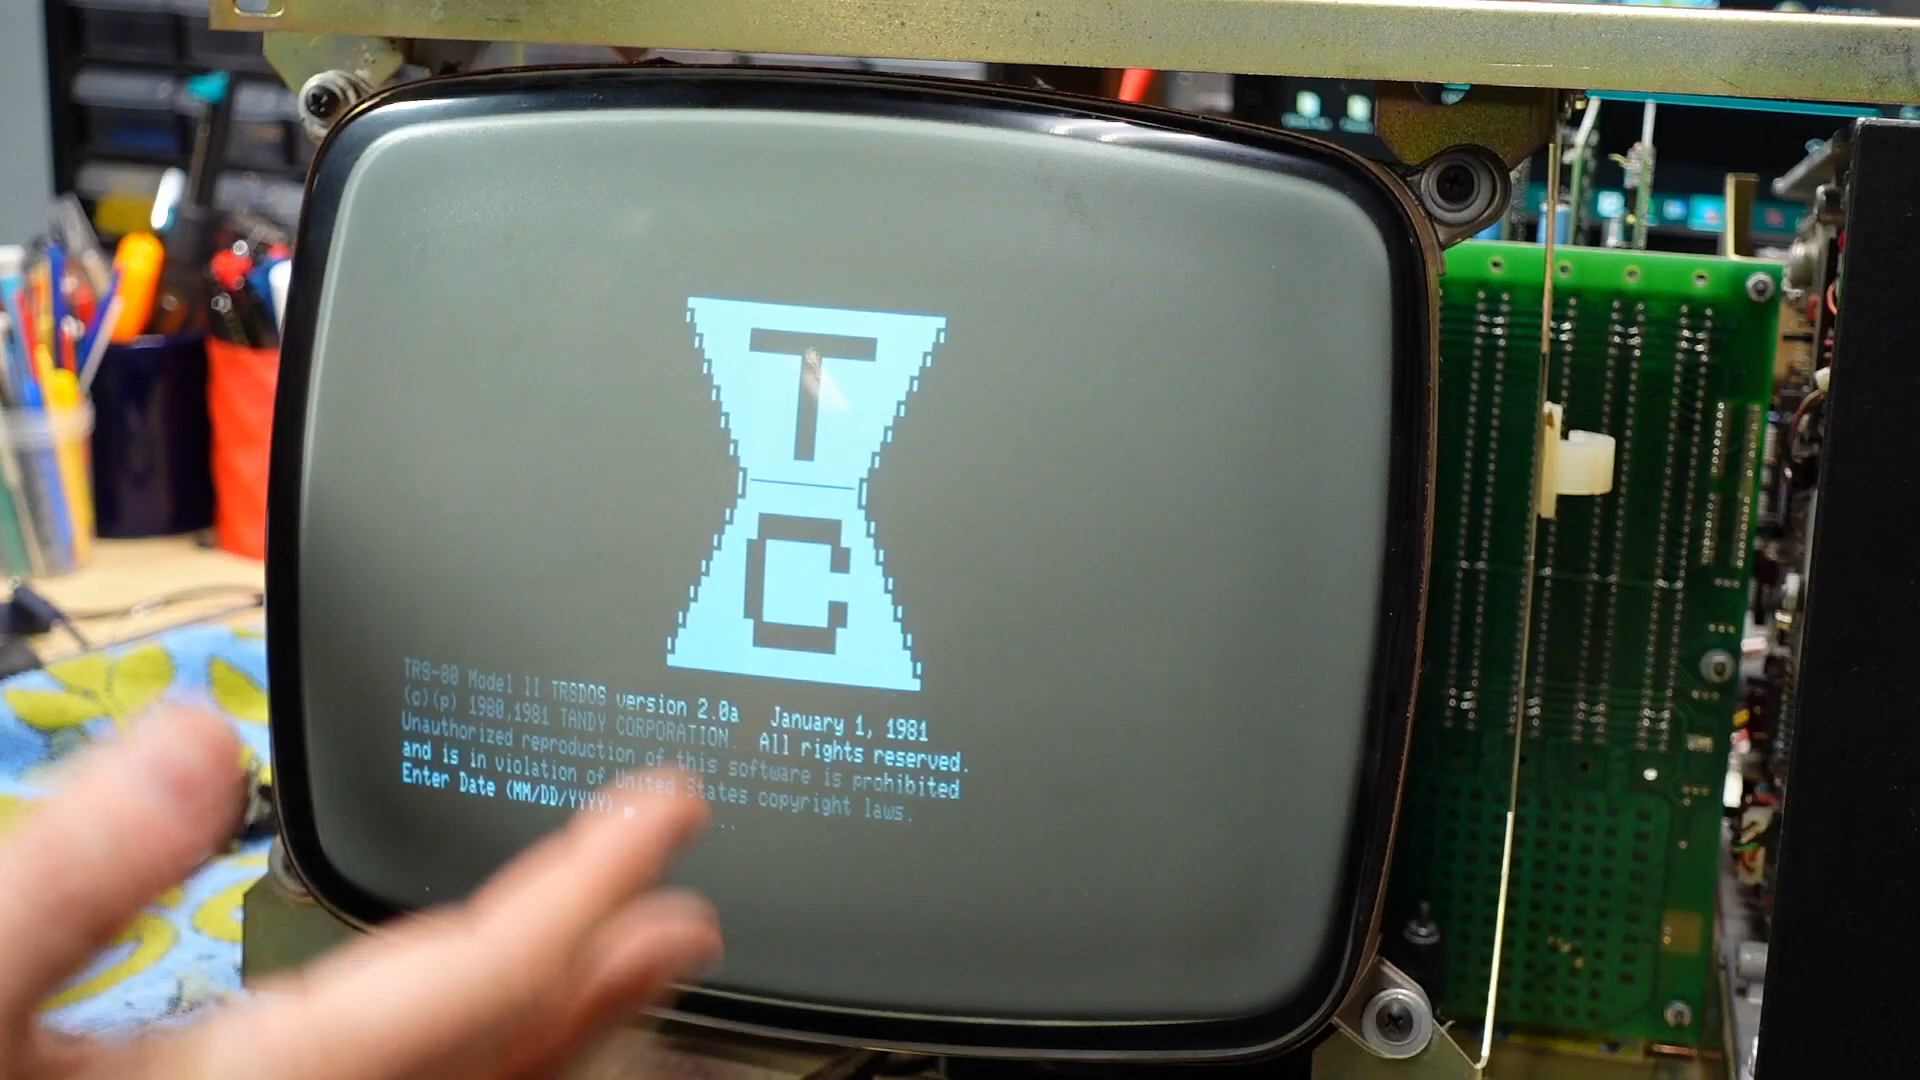 T
C
TRS-80 Model II TRSDOS version 2.0a January 1, 1981
(c)(p) 1980,1981 TANDY CORPORATION. All rights reserved.
Unauthorized reproduction of this software is prohibited
and is in violation of United States copyright laws.
Enter Date (MM/DD/YYYY) ...